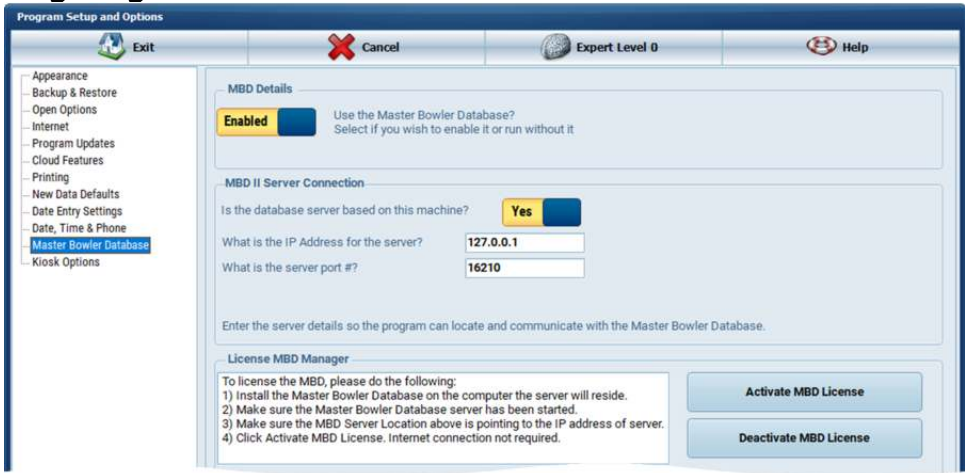 Program Setup and Options
Exit
Cancel
Expert Level 0
Help
Appearance
Backup & Restore
Open Options
Internet
Program Updates
Cloud Features
Printing
New Data Defaults
Date Entry Settings
Date, Time & Phone
Master Bowler Database
Kiosk Options
MBD Details
Enabled
Use the Master Bowler Database?
Select if you wish to enable it or run without it
MBD II Server Connection
Is the database server based on this machine?
Yes
What is the IP Address for the server?
127.0.0.1
What is the server port #?
16210
Enter the server details so the program can locate and communicate with the Master Bowler Database.
License MBD Manager
To license the MBD, please do the following:
1) Install the Master Bowler Database on the computer the server will reside.
2) Make sure the Master Bowler Database server has been started.
3) Make sure the MBD Server Location above is pointing to the IP address of server.
4) Click Activate MBD License. Internet connection not required.
Activate MBD License
Deactivate MBD License